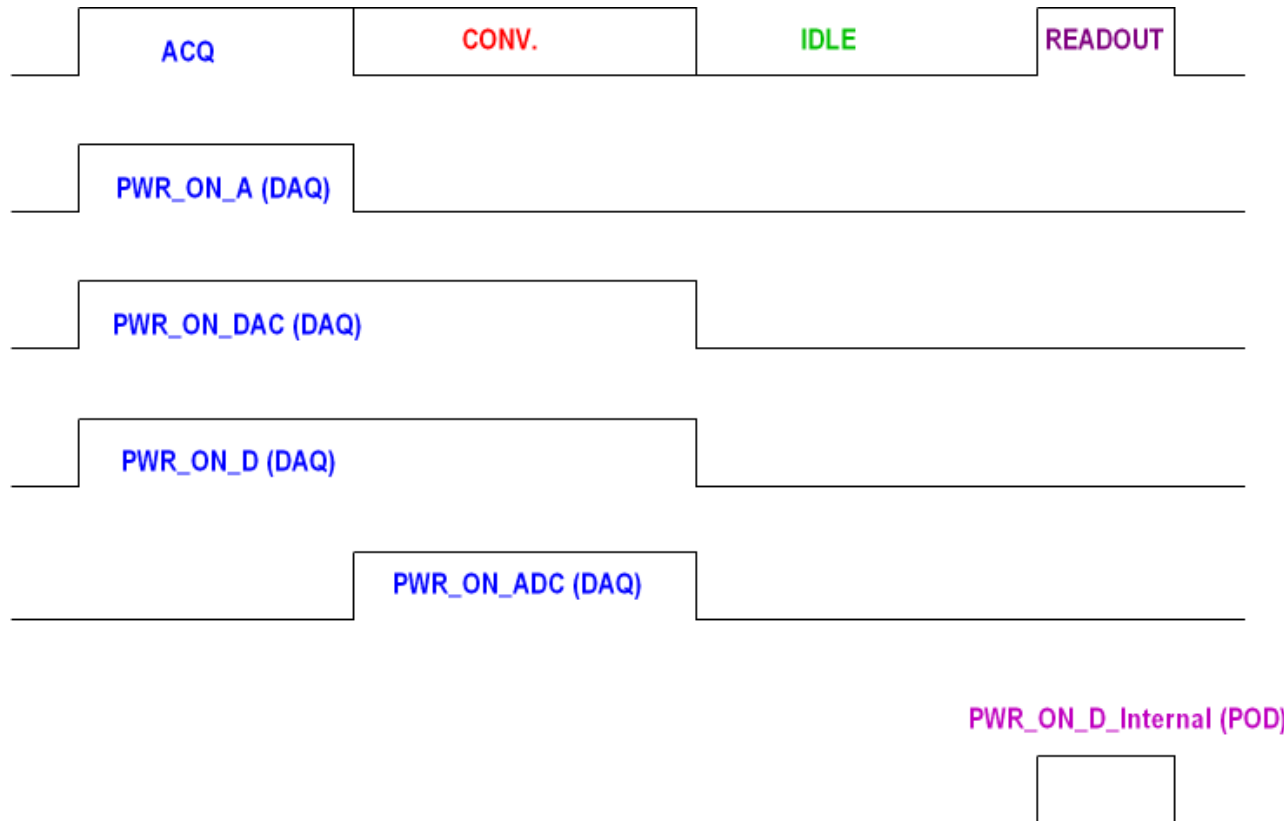 ACQ CONV. IDLE READOUT
PWR_ON_A (DAQ)
PWR_ON_DAC (DAQ)
PWR_ON_D (DAQ)
PWR_ON_ADC (DAQ)
PWR_ON_D_Internal (POD)